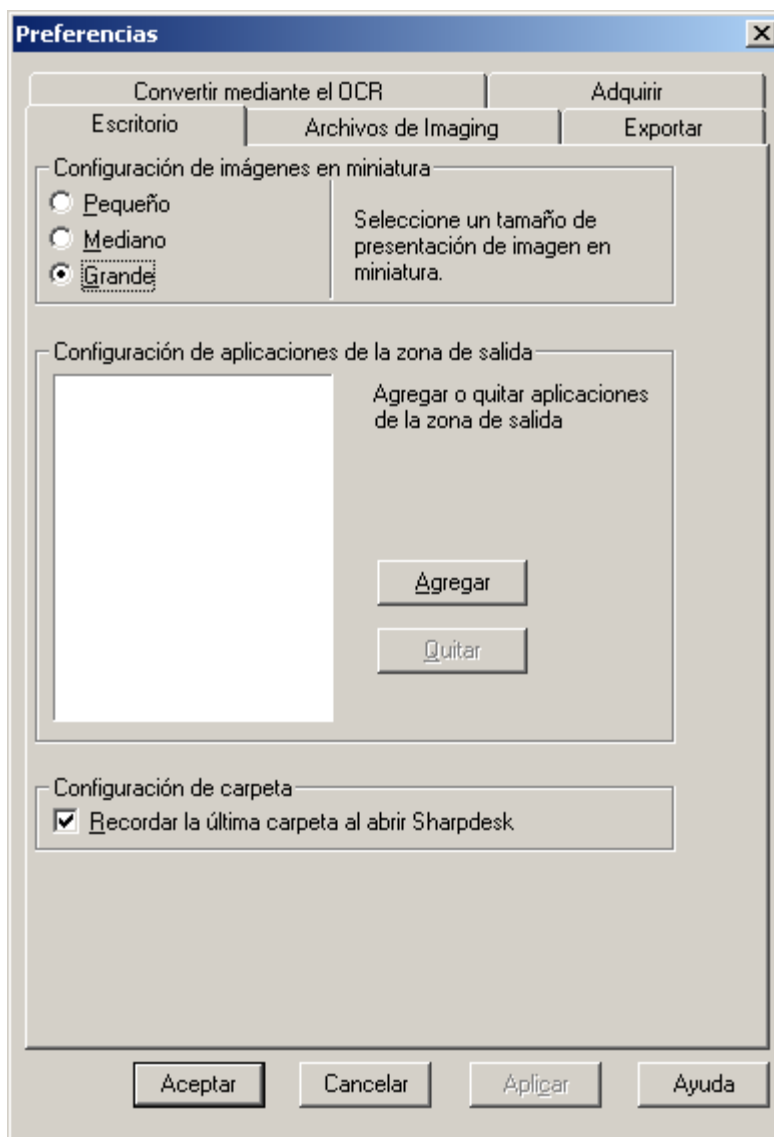 Preferencias
Convertir mediante el OCR
Adquirir
Escritorio
Archivos de Imaging
Exportar
Configuración de imágenes en miniatura
Pequeño
Mediano
Grande
Seleccione un tamaño de
presentación de imagen en
miniatura.
Configuración de aplicaciones de la zona de salida
Agregar o quitar aplicaciones
de la zona de salida
Agregar
Quitar
Configuración de carpeta
Recordar la última carpeta al abrir Sharpdesk
Aceptar
Cancelar
Aplicar
Ayuda